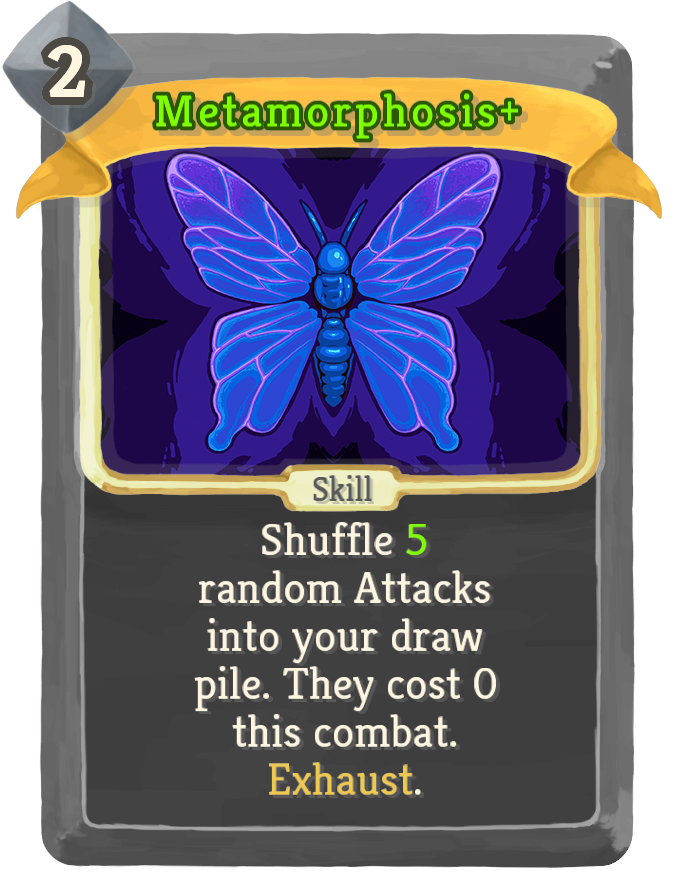 2
Metamorphosis+
Skill
Shuffle 5
random Attacks
into your draw
pile. They cost 0
this combat.
Exhaust.